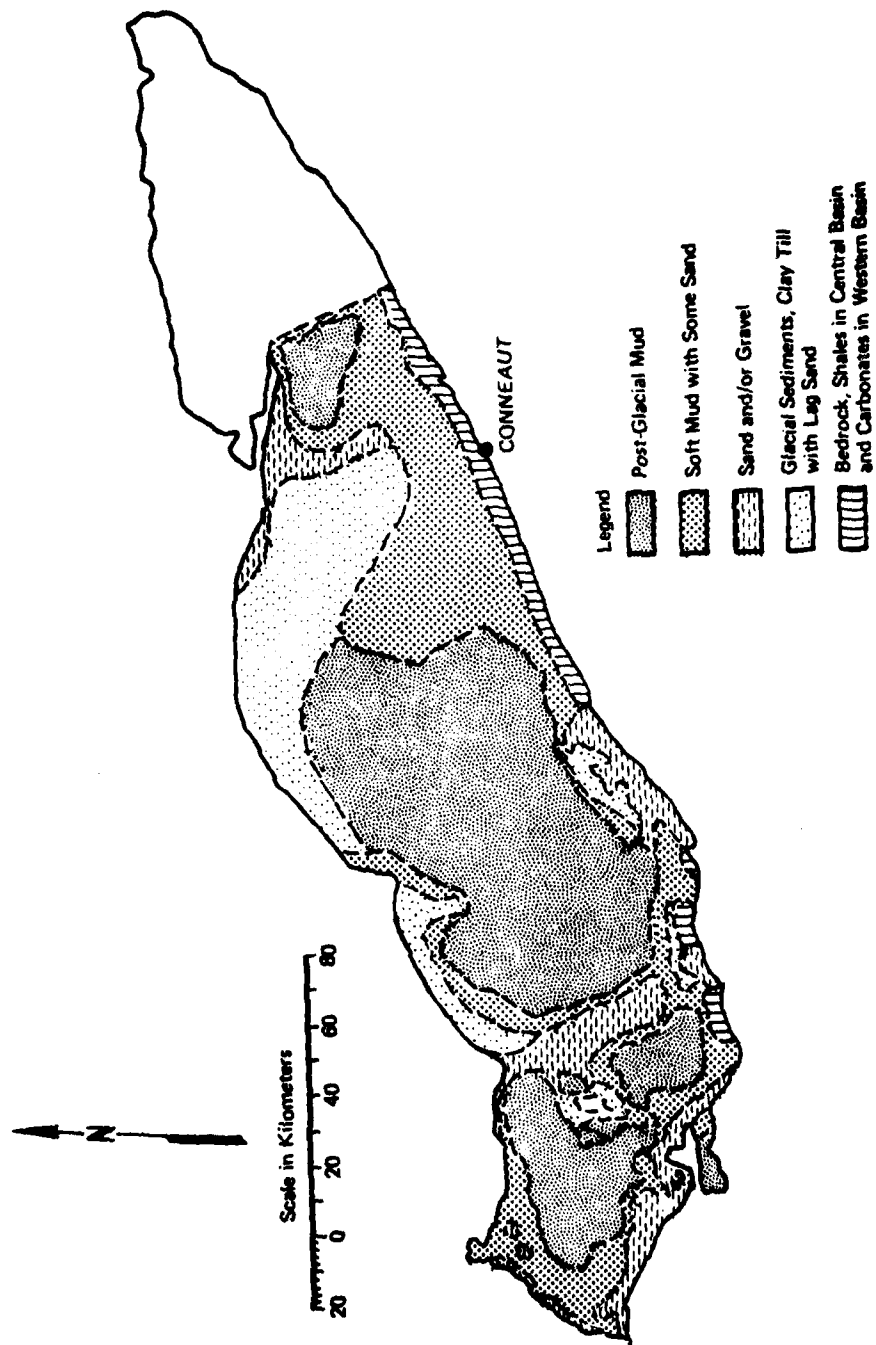 N
Scale in Kilometers
20 0 20 40 60 80
CONNEAUT
Legend
Post-Glacial Mud
Soft Mud with Some Sand
Sand and/or Gravel
Glacial Sediments, Clay Till
with Lag Sand
Bedrock, Shales in Central Basin
and Carbonates in Western Basin